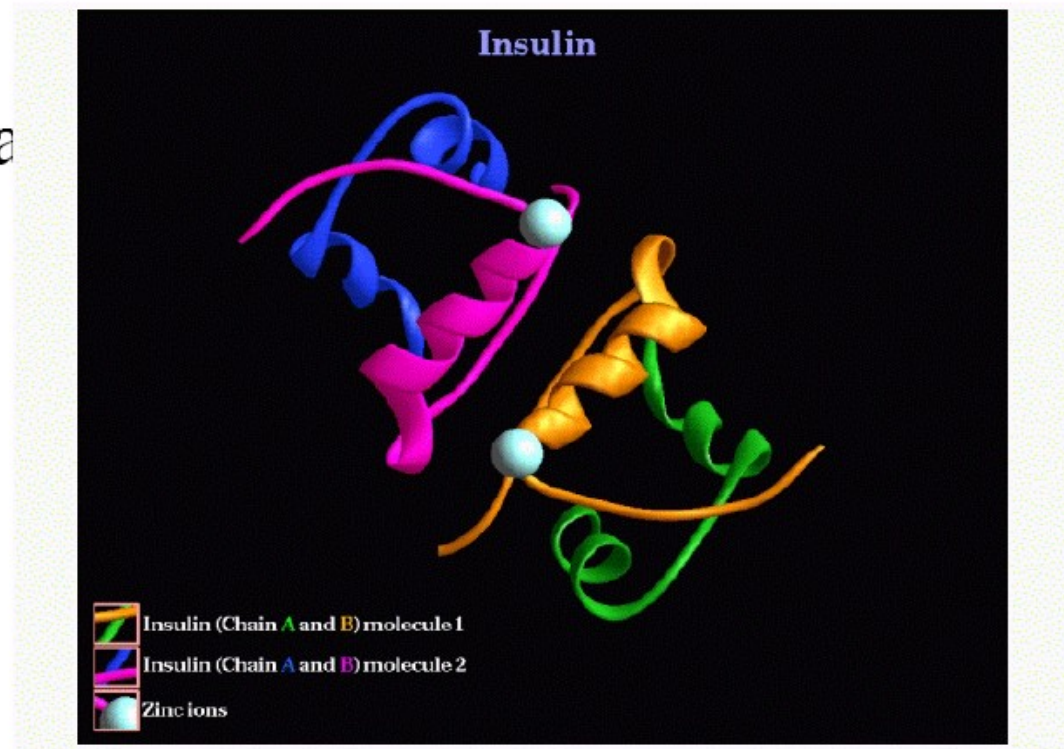 Insulin
a
Insulin (Chain A and B) molecule 1
Insulin (Chain A and B) molecule 2
Zinc ions